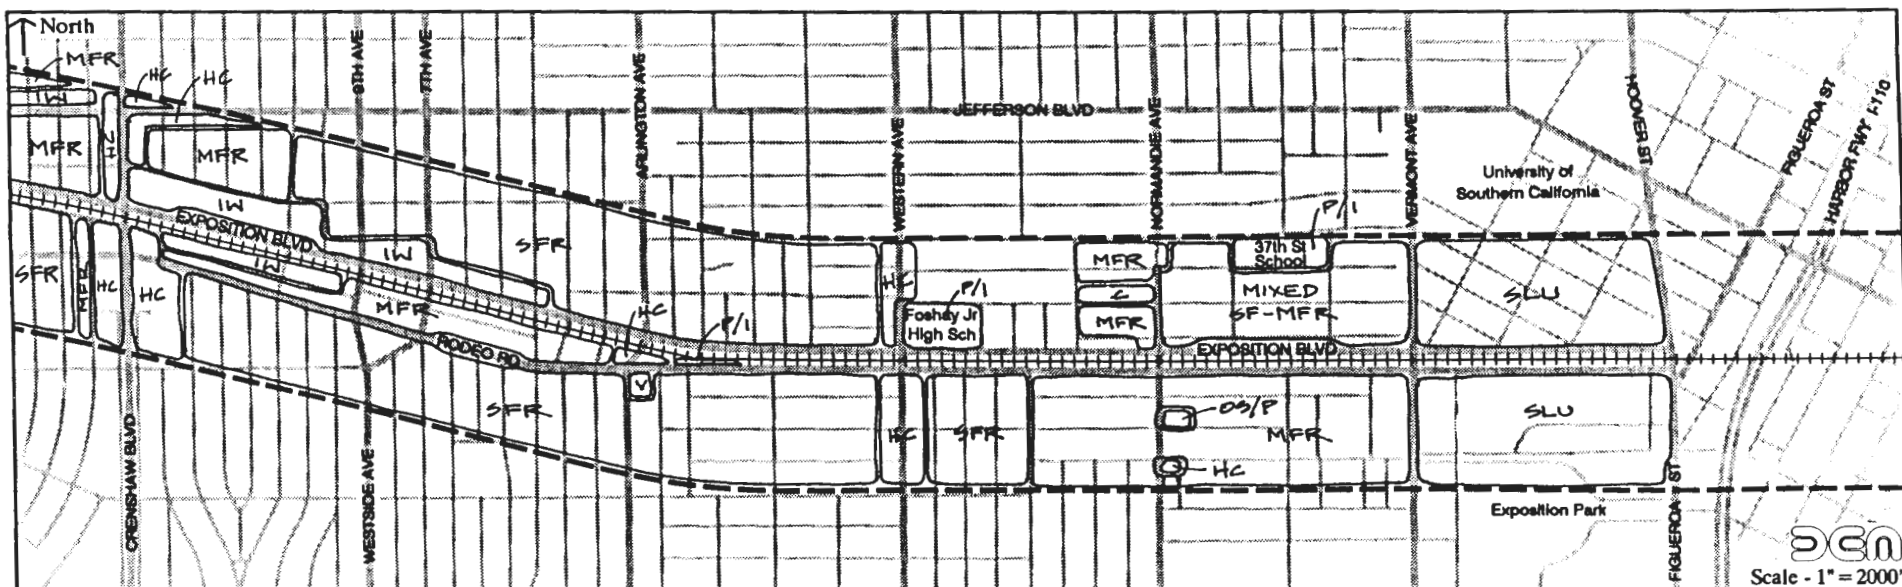 North
MFR
HC
HC
IW
MFR
HC
MFR
IW
EXPOSITION BLVD
IW
IW
SFR
SFR
MFR
HC
HC
MFR
RODEO RD
SFR
HC
P/I
V
9TH AVE
7TH AVE
ARLINGTON AVE
WESTERN AVE
JEFFERSON BLVD
NORMANDIE AVE
VERMONT AVE
HOOVER ST
FIGUEROA ST
HARBOR FWY I-110
University of
Southern California
P/I
37th St
School
MFR
C
MFR
MIXED
SF-MFR
HC
P/I
Foshay Jr
High Sch
EXPOSITION BLVD
SLU
SLU
HC
SFR
OS/P
MFR
HC
CRENSHAW BLVD
WESTSIDE AVE
Exposition Park
FIGUEROA ST
DEM
Scale - 1" = 2000'